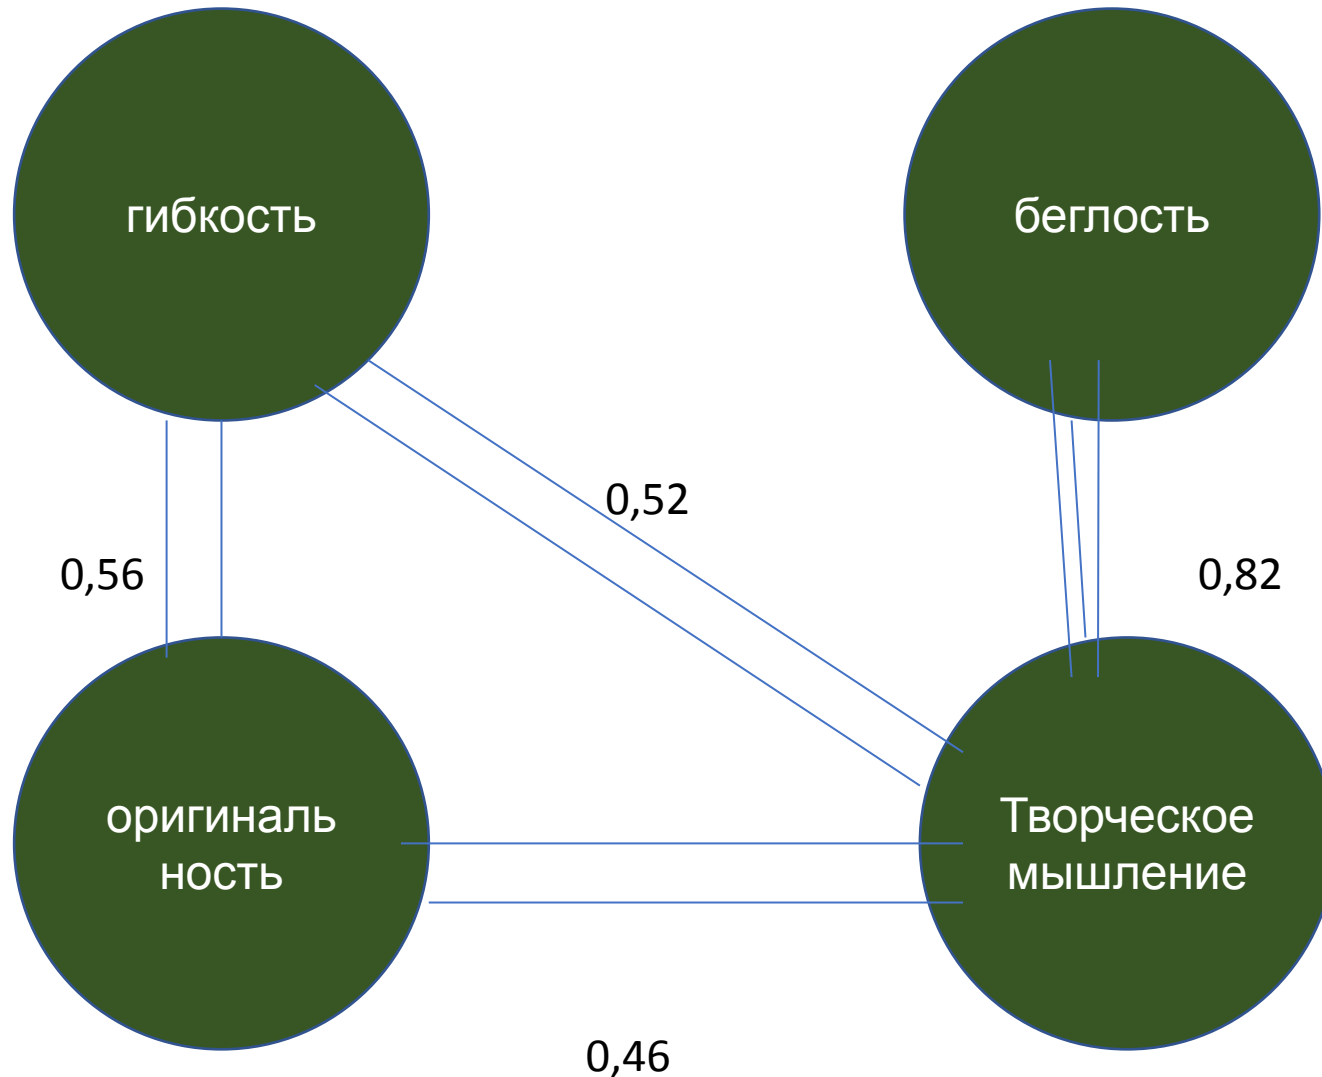 гибкость
беглость
0,52
0,56
0,82
оригиналь
ность
Творческое
мышление
0,46